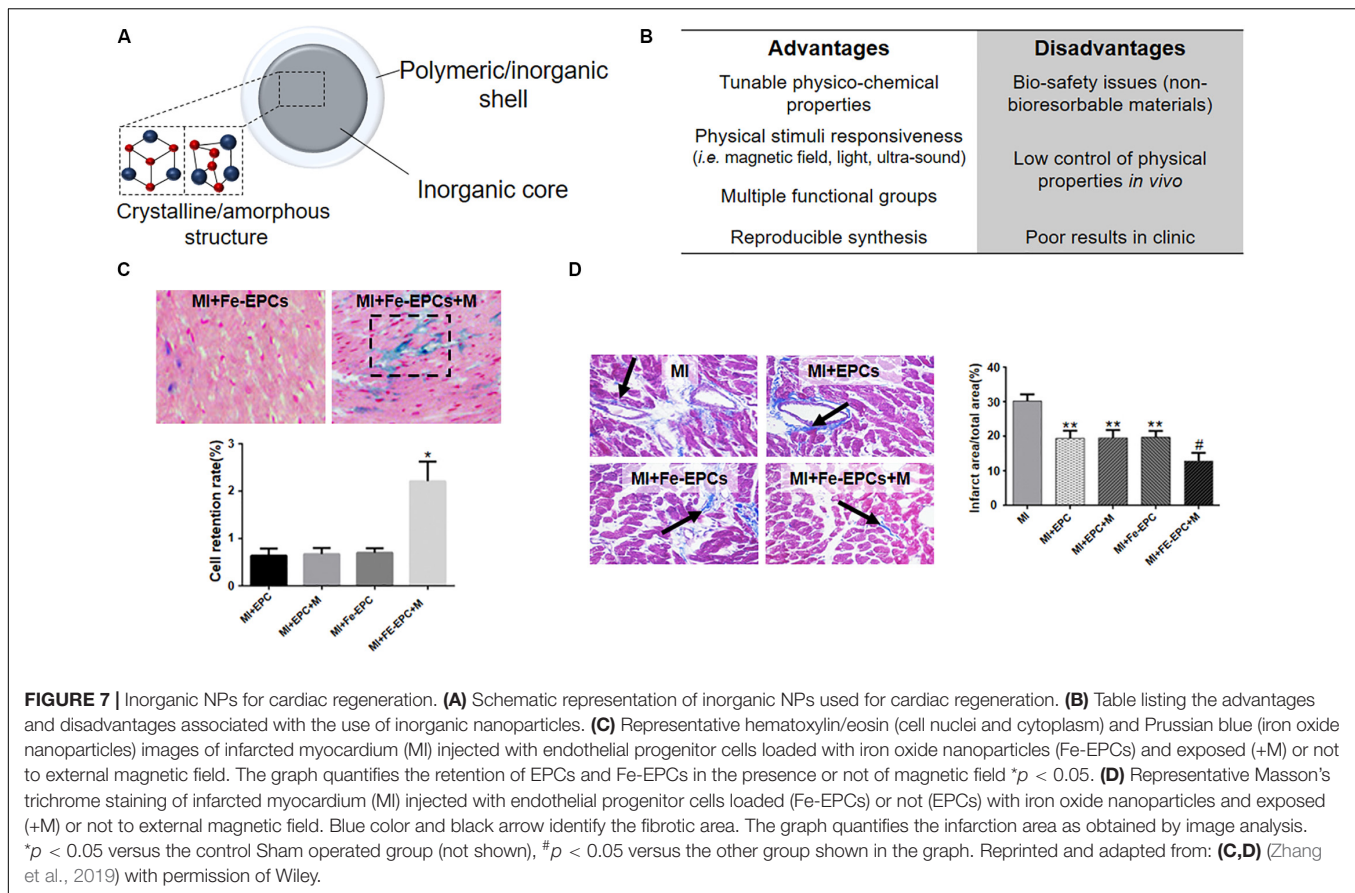 A
Polymeric/inorganic
shell
Inorganic core
Crystalline/amorphous
structure
B
Advantages
Disadvantages
Tunable physico-chemical
properties
Bio-safety issues (non-
bioresorbable materials)
Physical stimuli responsiveness
(i.e. magnetic field, light, ultra-sound)
Low control of physical
properties in vivo
Multiple functional groups
Reproducible synthesis
Poor results in clinic
C
MI+Fe-EPCs
MI+Fe-EPCs+M
Cell retention rate(%)
3
2
1
0
*
MI+EPC
MI+EPC+M
MI+Fe-EPC
MI+FE-EPC+M
D
MI
MI+EPCs
MI+Fe-EPCs
MI+Fe-EPCs+M
Infarct area/total area(%)
40
30
20
10
0
**
**
**
#
MI
MI+EPC
MI+EPC+M
MI+Fe-EPC
MI+FE-EPC+M
FIGURE 7 | Inorganic NPs for cardiac regeneration. (A) Schematic representation of inorganic NPs used for cardiac regeneration. (B) Table listing the advantages
and disadvantages associated with the use of inorganic nanoparticles. (C) Representative hematoxylin/eosin (cell nuclei and cytoplasm) and Prussian blue (iron oxide
nanoparticles) images of infarcted myocardium (MI) injected with endothelial progenitor cells loaded with iron oxide nanoparticles (Fe-EPCs) and exposed (+M) or not
to external magnetic field. The graph quantifies the retention of EPCs and Fe-EPCs in the presence or not of magnetic field *p < 0.05. (D) Representative Masson's
trichrome staining of infarcted myocardium (MI) injected with endothelial progenitor cells loaded (Fe-EPCs) or not (EPCs) with iron oxide nanoparticles and exposed
(+M) or not to external magnetic field. Blue color and black arrow identify the fibrotic area. The graph quantifies the infarction area as obtained by image analysis.
*p < 0.05 versus the control Sham operated group (not shown), #p < 0.05 versus the other group shown in the graph. Reprinted and adapted from: (C,D) (Zhang
et al., 2019) with permission of Wiley.